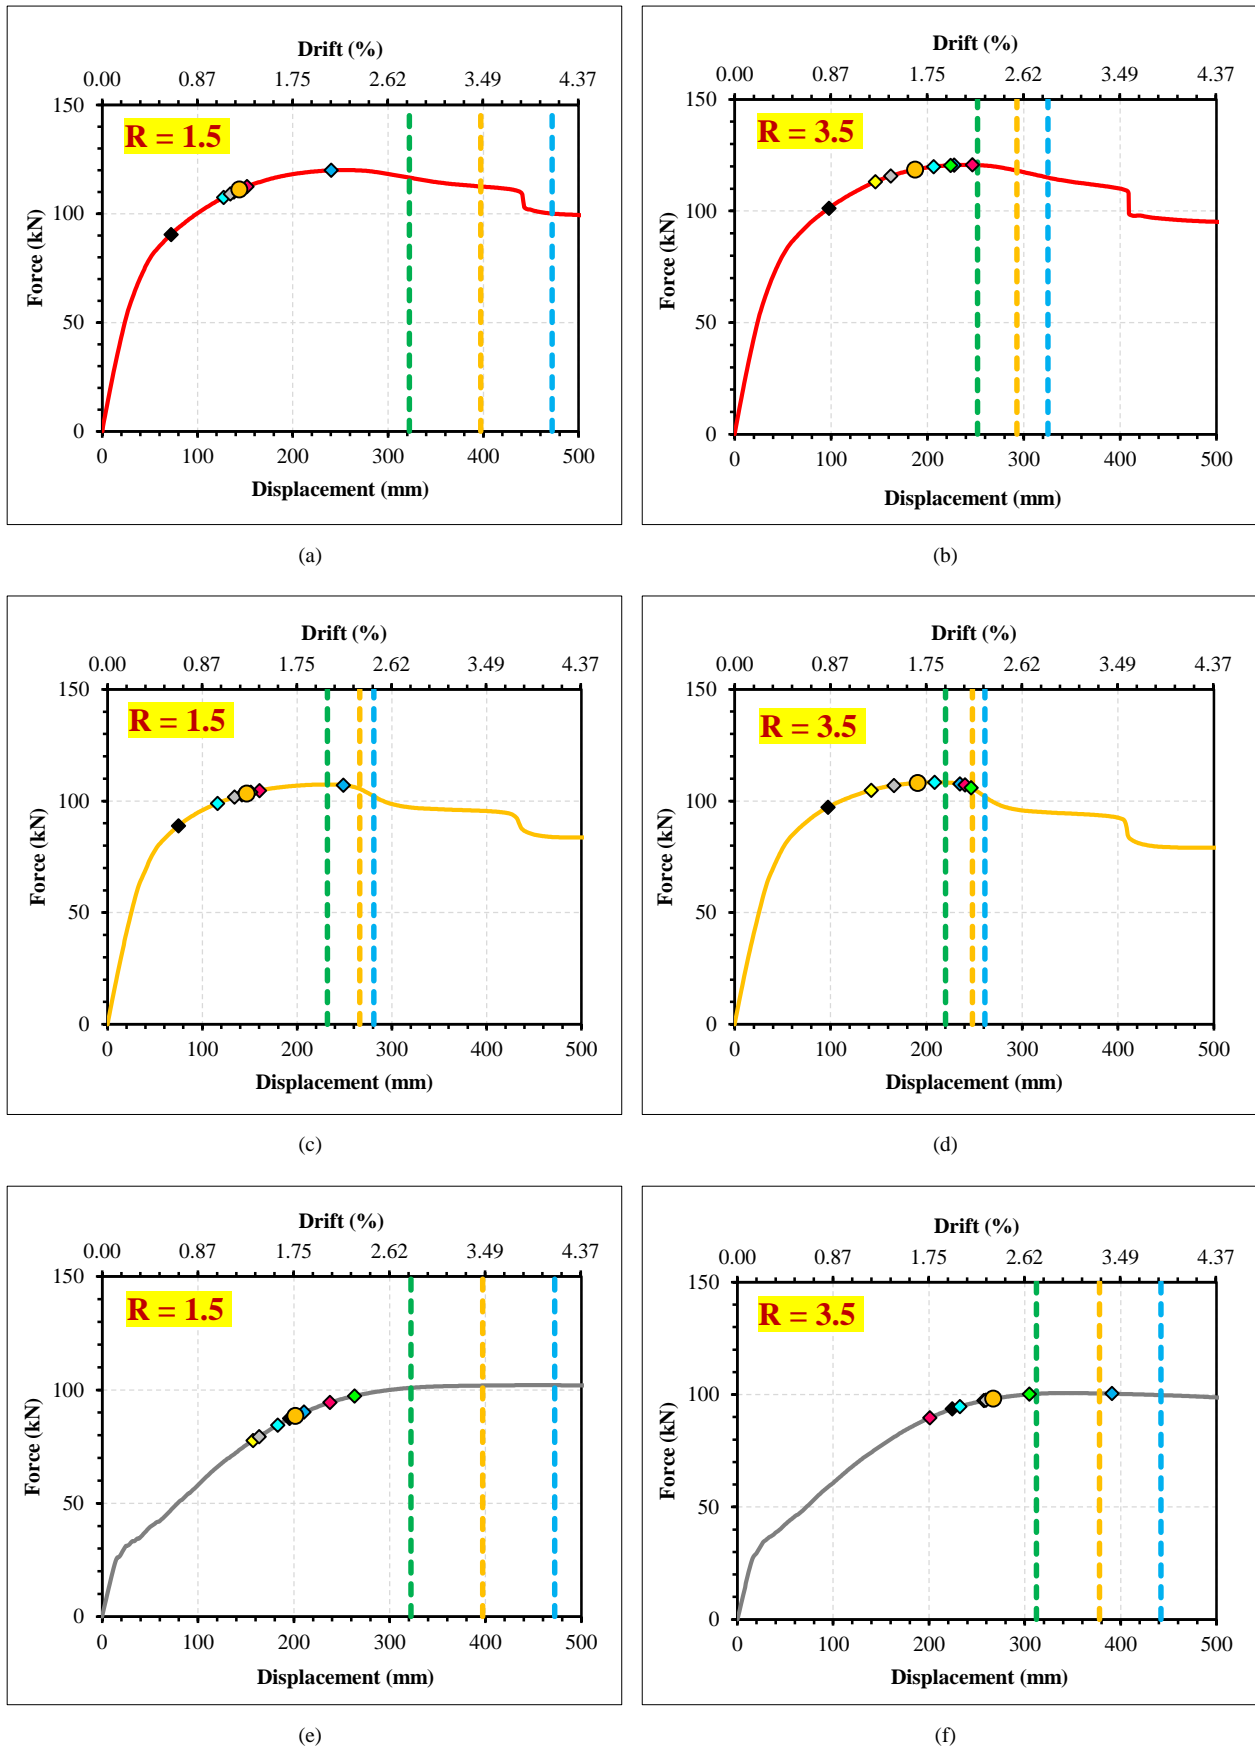 Drift (%)
0.00 0.87 1.75 2.62 3.49 4.37
150
R = 1.5
100
50
0
Force (kN)
0 100 200 300 400 500
Displacement (mm)
(a)
Drift (%)
0.00 0.87 1.75 2.62 3.49 4.37
150
R = 3.5
100
50
0
Force (kN)
0 100 200 300 400 500
Displacement (mm)
(b)
Drift (%)
0.00 0.87 1.75 2.62 3.49 4.37
150
R = 1.5
100
50
0
Force (kN)
0 100 200 300 400 500
Displacement (mm)
(c)
Drift (%)
0.00 0.87 1.75 2.62 3.49 4.37
150
R = 3.5
100
50
0
Force (kN)
0 100 200 300 400 500
Displacement (mm)
(d)
Drift (%)
0.00 0.87 1.75 2.62 3.49 4.37
150
R = 1.5
100
50
0
Force (kN)
0 100 200 300 400 500
Displacement (mm)
(e)
Drift (%)
0.00 0.87 1.75 2.62 3.49 4.37
150
R = 3.5
100
50
0
Force (kN)
0 100 200 300 400 500
Displacement (mm)
(f)